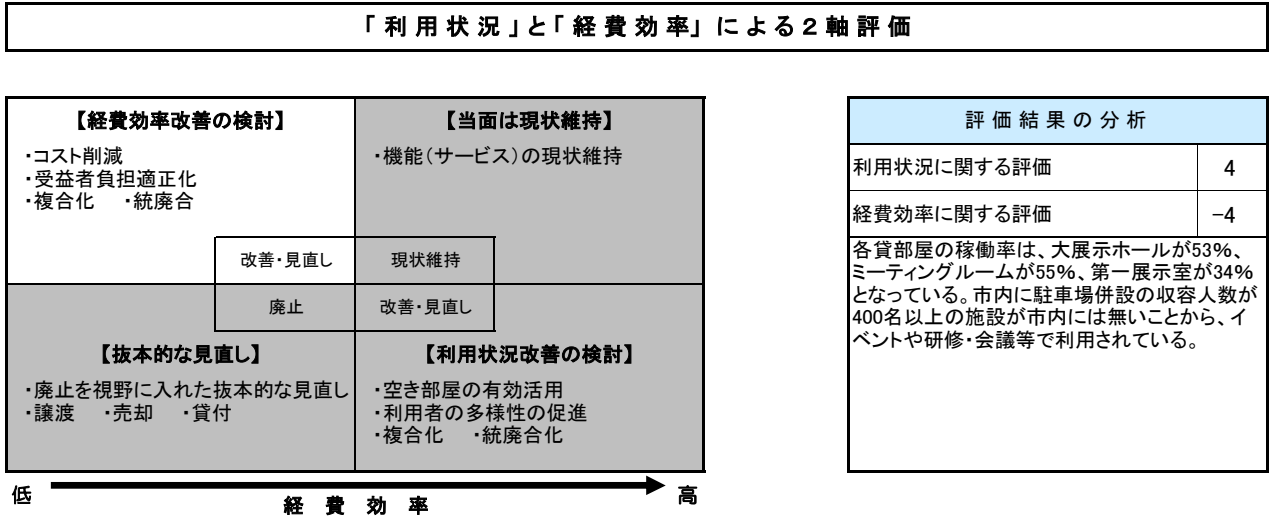 「利用状況」と「経費効率」による2軸評価
【経費効率改善の検討】
・コスト削減
・受益者負担適正化
・複合化　・統廃合
【当面は現状維持】
・機能(サービス)の現状維持
改善・見直し
現状維持
廃止
改善・見直し
【抜本的な見直し】
・廃止を視野に入れた抜本的な見直し
・譲渡　・売却　・貸付
【利用状況改善の検討】
・空き部屋の有効活用
・利用者の多様性の促進
・複合化　・統廃合化
低
経費効率
高
評価結果の分析
利用状況に関する評価 4
経費効率に関する評価 -4
各貸部屋の稼働率は、大展示ホールが53%、
ミーティングルームが55%、第一展示室が34%
となっている。市内に駐車場併設の収容人数が
400名以上の施設が市内には無いことから、イ
ベントや研修・会議等で利用されている。